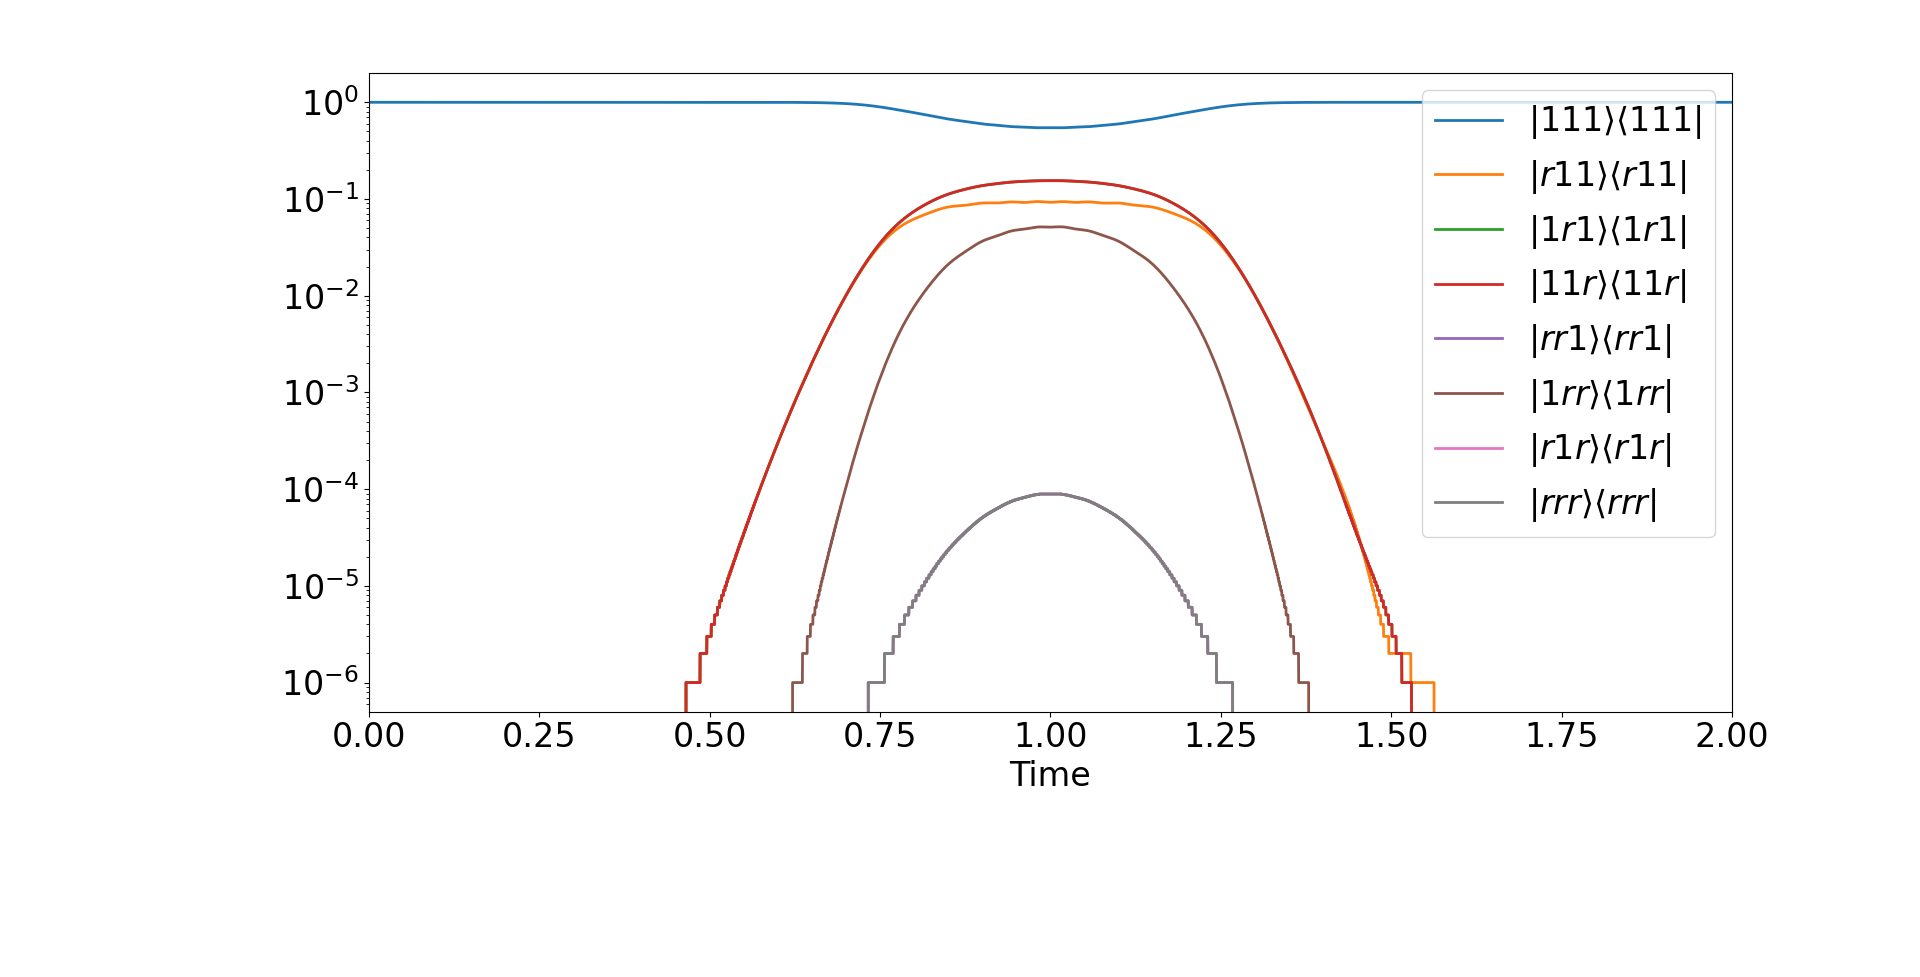 10⁰
10⁻¹
10⁻²
10⁻³
10⁻⁴
10⁻⁵
10⁻⁶
|111⟩⟨111|
|r11⟩⟨r11|
|1r1⟩⟨1r1|
|11r⟩⟨11r|
|rr1⟩⟨rr1|
|1rr⟩⟨1rr|
|r1r⟩⟨r1r|
|rrr⟩⟨rrr|
0.00 0.25 0.50 0.75 1.00 1.25 1.50 1.75 2.00
Time